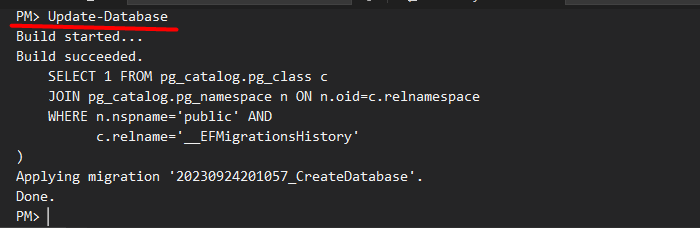 PM> Update-Database
Build started...
Build succeeded.
    SELECT 1 FROM pg_catalog.pg_class c
    JOIN pg_catalog.pg_namespace n ON n.oid=c.relnamespace
    WHERE n.nspname='public' AND
          c.relname='__EFMigrationsHistory'
)
Applying migration '20230924201057_CreateDatabase'.
Done.
PM>